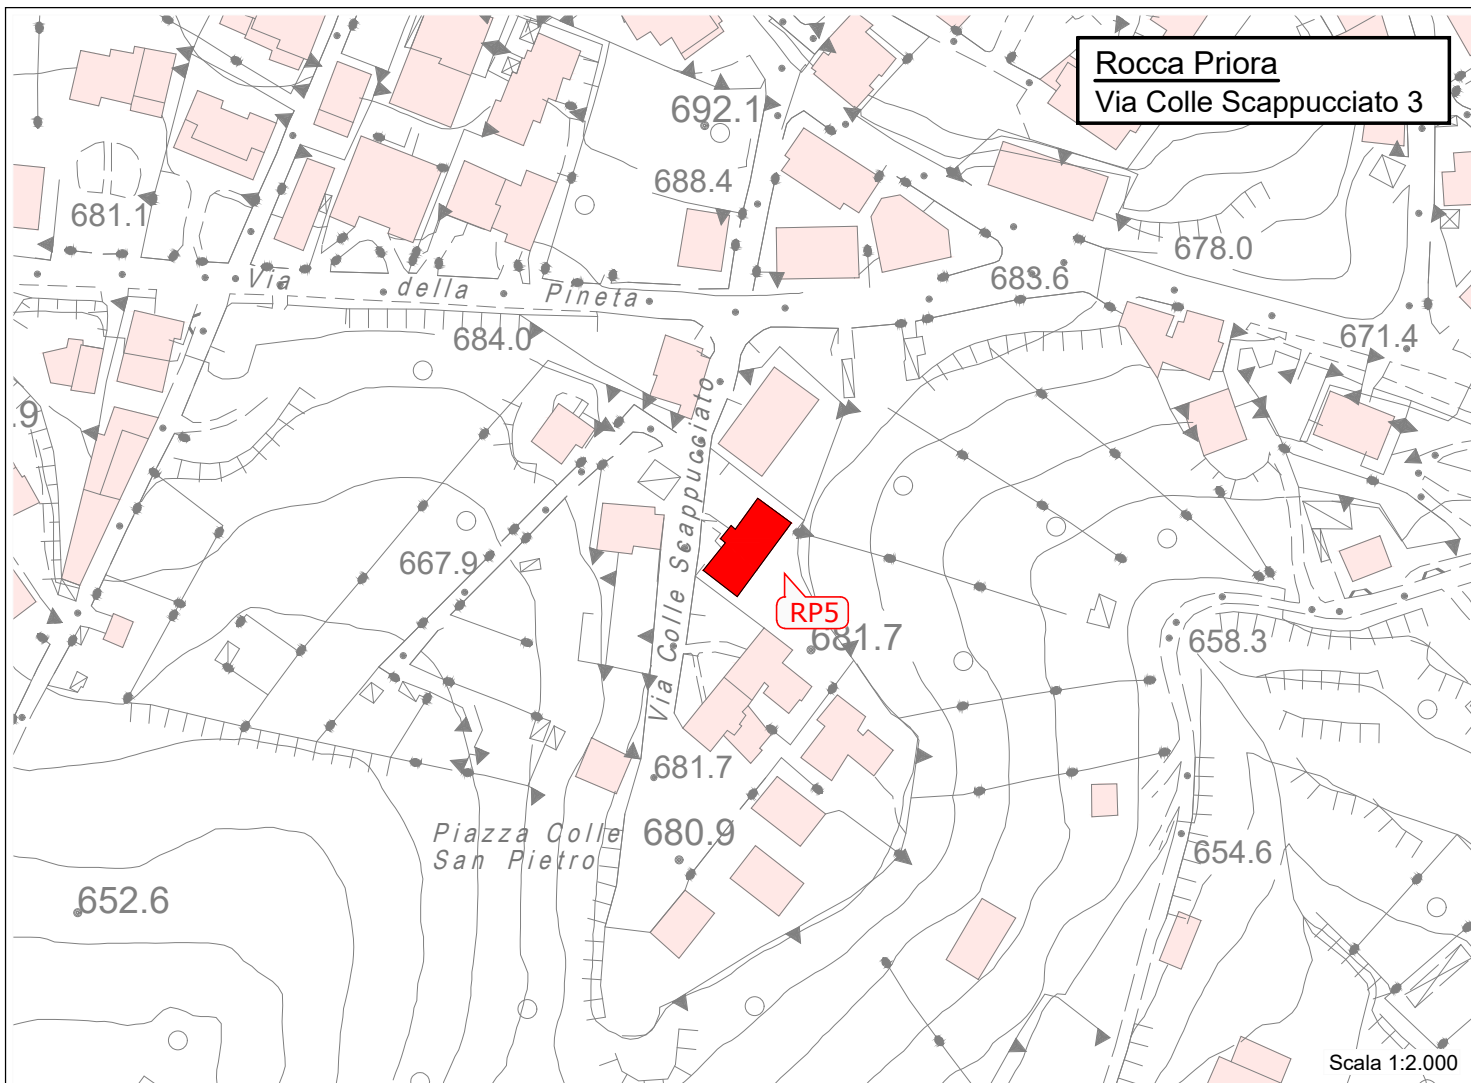 Rocca Priora
Via Colle Scappucciato 3
692.1
688.4
681.1
678.0
683.6
Via della Pineta
684.0
671.4
.9
Via Colle Scappucciato
667.9
RP5
681.7
658.3
681.7
Piazza Colle
San Pietro
680.9
654.6
652.6
Scala 1:2.000